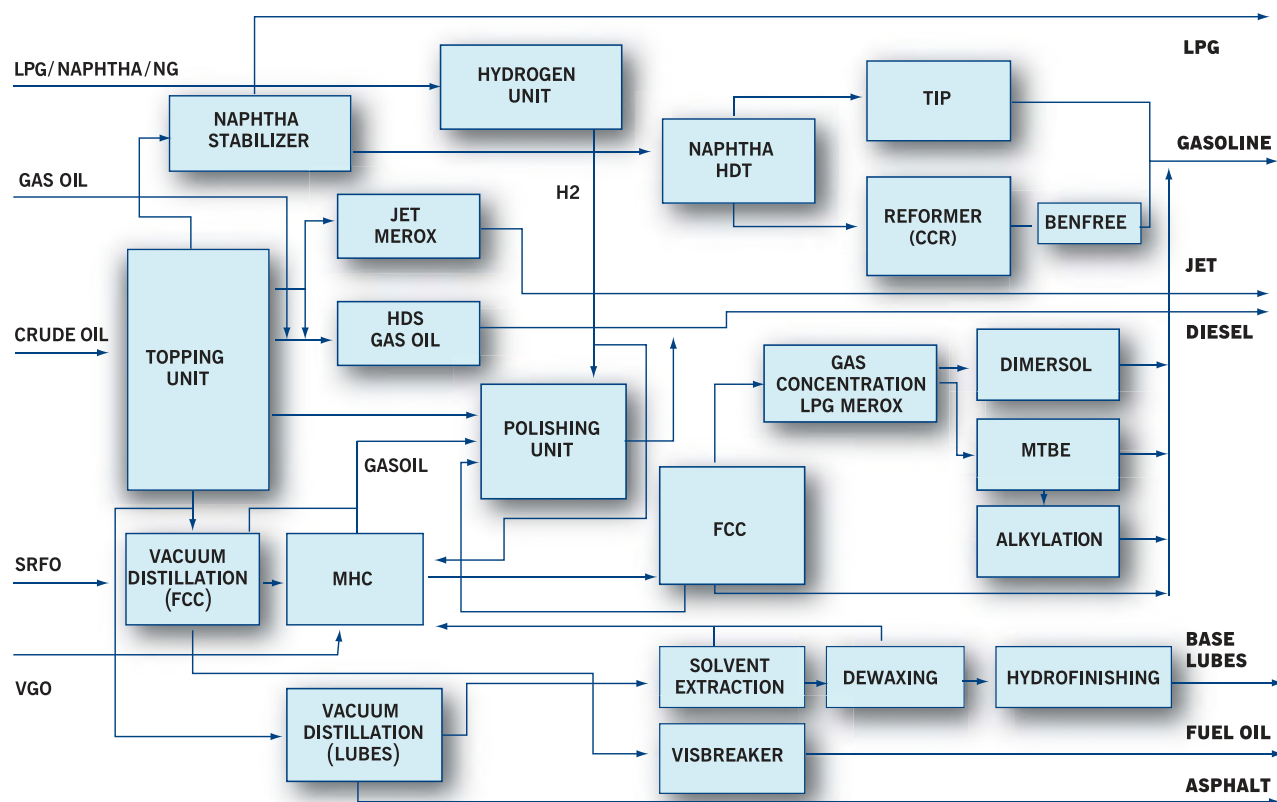 LPG
LPG/NAPHTHA/NG
HYDROGEN
UNIT
TIP
NAPHTHA
STABILIZER
NAPHTHA
HDT
GASOLINE
GAS OIL
H2
JET
MEROX
REFORMER
(CCR)
BENFREE
JET
CRUDE OIL
TOPPING
UNIT
HDS
GAS OIL
DIESEL
GAS
CONCENTRATION
LPG MEROX
DIMERSOL
POLISHING
UNIT
MTBE
GASOIL
FCC
ALKYLATION
SRFO
VACUUM
DISTILLATION
(FCC)
MHC
VGO
SOLVENT
EXTRACTION
DEWAXING
HYDROFINISHING
BASE
LUBES
VACUUM
DISTILLATION
(LUBES)
VISBREAKER
FUEL OIL
ASPHALT